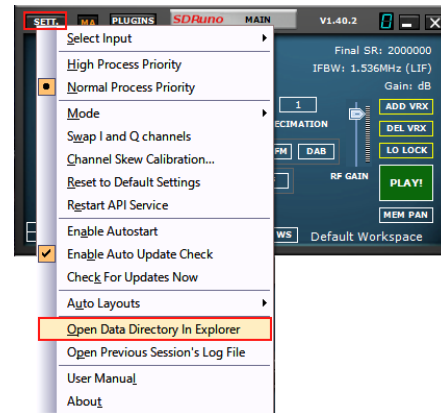 SETT. MA PLUGINS SDRuno MAIN V1.40.2
Select Input
High Process Priority
Normal Process Priority
Mode
Swap I and Q channels
Channel Skew Calibration...
Reset to Default Settings
Restart API Service
Enable Autostart
Enable Auto Update Check
Check For Updates Now
Auto Layouts
Open Data Directory In Explorer
Open Previous Session's Log File
User Manual
About
Final SR: 2000000
IFBW: 1.536MHz (LIF)
Gain: dB
1
ADD VRX
ECIMATION
DEL VRX
LO LOCK
FM DAB
RF GAIN
PLAY!
MEM PAN
WS Default Workspace